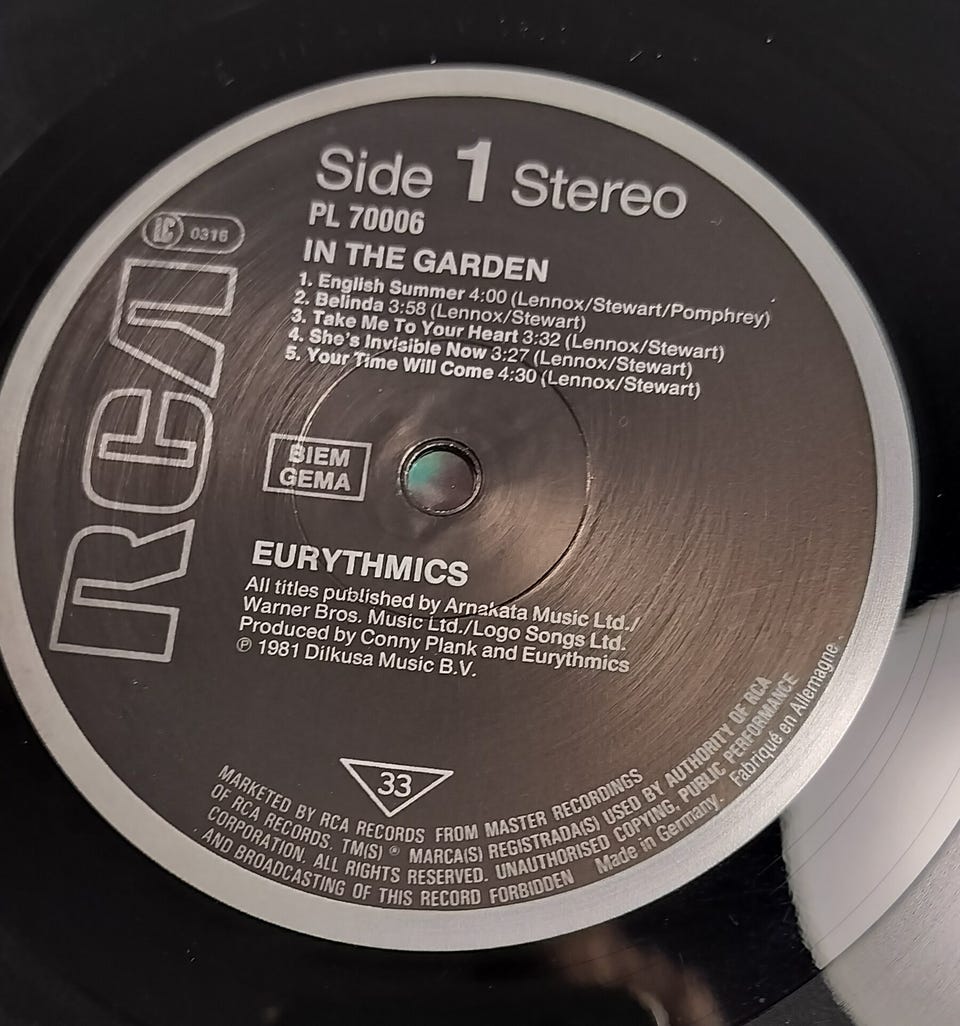 Side 1 Stereo
PL 70006
LC 0316
IN THE GARDEN
1. English Summer 4:00 (Lennox/Stewart/Pomphrey)
2. Belinda 3:58 (Lennox/Stewart)
3. Take Me To Your Heart 3:32 (Lennox/Stewart)
4. She's Invisible Now 3:27 (Lennox/Stewart)
5. Your Time Will Come 4:30 (Lennox/Stewart)
RCA
BIEM
GEMA
EURYTHMICS
All titles published by Arnakata Music Ltd./
Warner Bros. Music Ltd./Logo Songs Ltd.
Produced by Conny Plank and Eurythmics
℗ 1981 Dilkusa Music B.V.
33
MARKETED BY RCA RECORDS FROM MASTER RECORDINGS
OF RCA RECORDS. TM(S) ® MARCA(S) REGISTRADA(S) USED BY AUTHORITY OF RCA
CORPORATION. ALL RIGHTS RESERVED. UNAUTHORISED COPYING, PUBLIC PERFORMANCE
AND BROADCASTING OF THIS RECORD FORBIDDEN Made in Germany. Fabriqué en Allemagne.